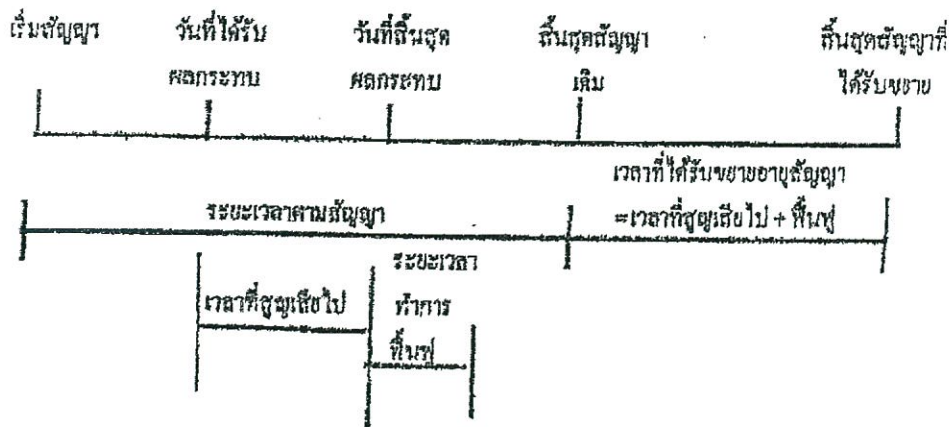 เริ่มสัญญา วันที่ได้รับ วันที่สิ้นสุด สิ้นสุดสัญญา สิ้นสุดสัญญาที่
ผลกระทบ ผลกระทบ เดิม ได้รับขยาย
เวลาที่ได้รับขยายอายุสัญญา
ระยะเวลาตามสัญญา =เวลาที่สูญเสียไป + ฟื้นฟู
ระยะเวลา
เวลาที่สูญเสียไป ทำการ
ฟื้นฟู